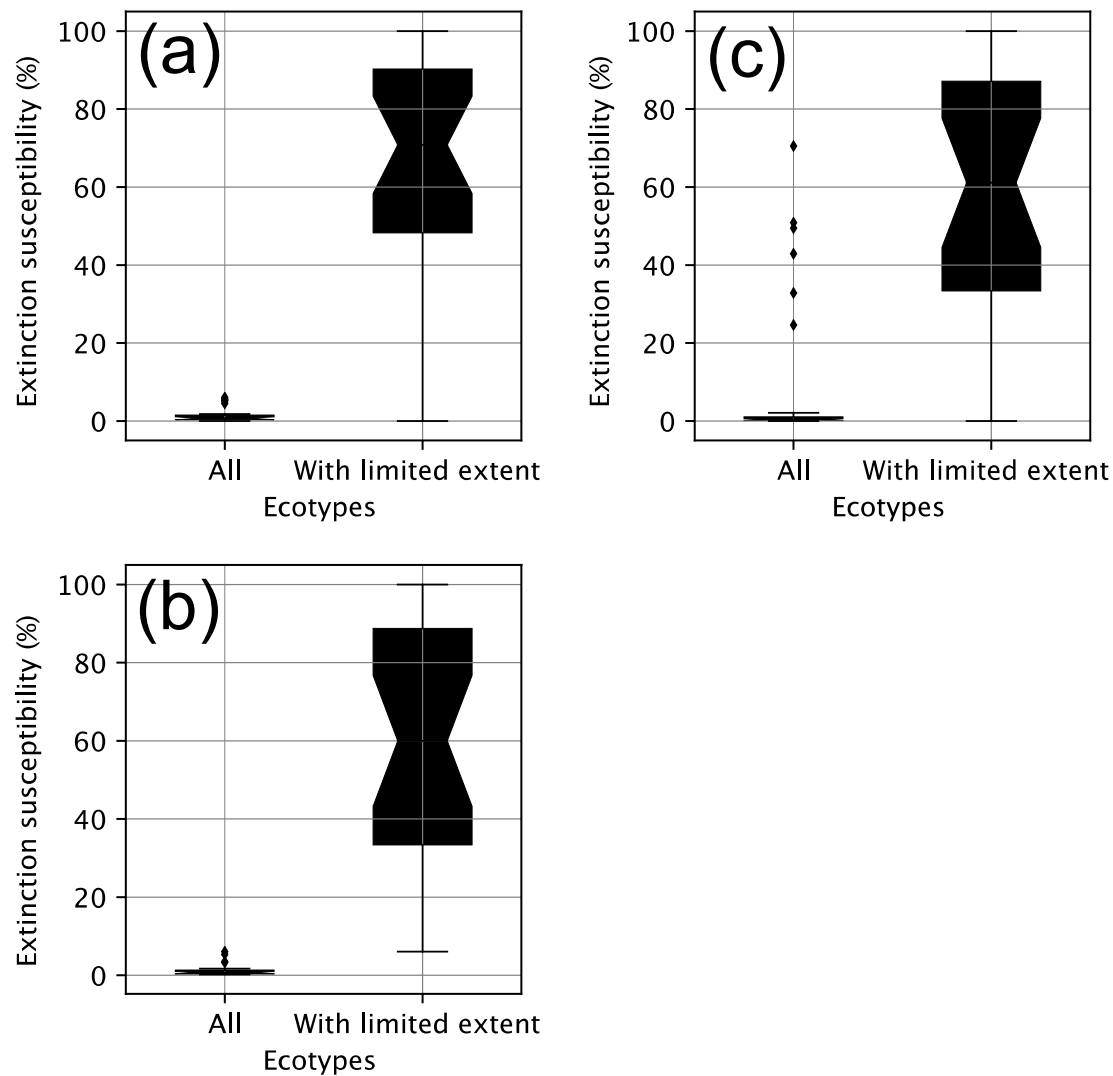 (a)
Extinction susceptibility (%)
100
80
60
40
20
0
All
With limited extent
Ecotypes
(c)
Extinction susceptibility (%)
100
80
60
40
20
0
All
With limited extent
Ecotypes
(b)
Extinction susceptibility (%)
100
80
60
40
20
0
All
With limited extent
Ecotypes